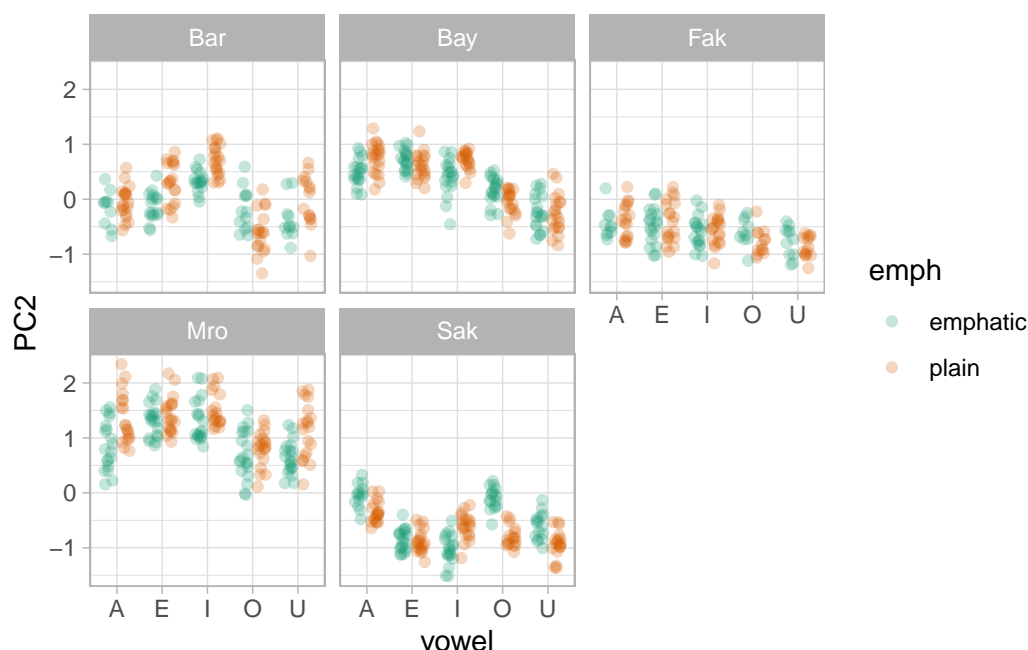 Bar
Bay
Fak
2
1
0
−1
A E I O U
PC2
Mro
Sak
2
1
0
−1
A E I O U
A E I O U
vowel
emph
emphatic
plain